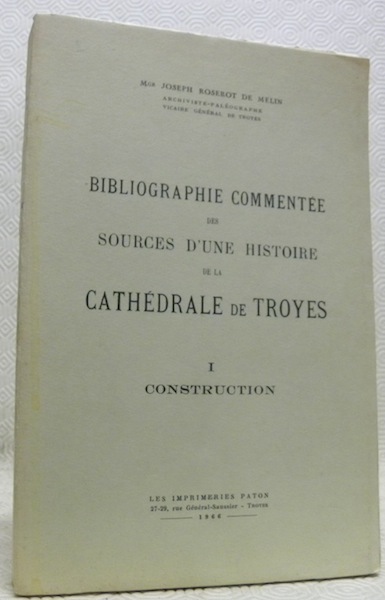 Mgr JOSEPH ROSEROT DE MELIN
ARCHIVISTE-PALÉOGRAPHE
VICAIRE GÉNÉRAL DE TROYES
BIBLIOGRAPHIE COMMENTÉE
DES
SOURCES D'UNE HISTOIRE
DE LA
CATHÉDRALE DE TROYES
I
CONSTRUCTION
LES IMPRIMERIES PATON
27-29, rue Général-Saussier - TROYES
1966